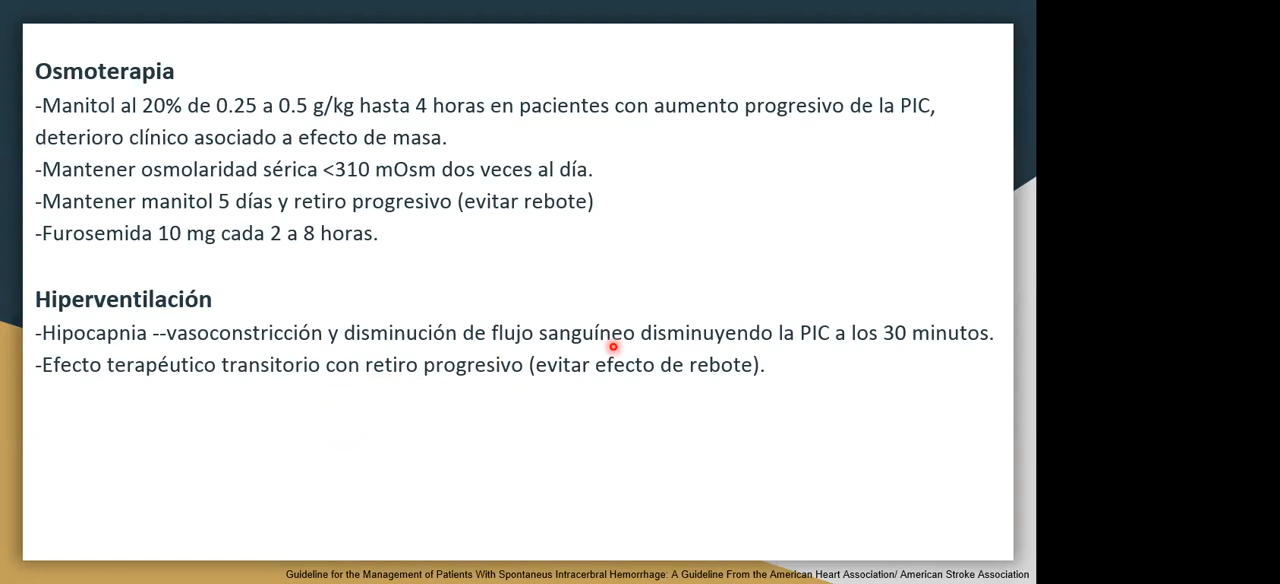 Osmoterapia
-Manitol al 20% de 0.25 a 0.5 g/kg hasta 4 horas en pacientes con aumento progresivo de la PIC,
deterioro clínico asociado a efecto de masa.
-Mantener osmolaridad sérica <310 mOsm dos veces al día.
-Mantener manitol 5 días y retiro progresivo (evitar rebote)
-Furosemida 10 mg cada 2 a 8 horas.
Hiperventilación
-Hipocapnia --vasoconstricción y disminución de flujo sanguíneo disminuyendo la PIC a los 30 minutos.
-Efecto terapéutico transitorio con retiro progresivo (evitar efecto de rebote).
Guideline for the Management of Patients With Spontaneus Intracerbral Hemorrhage: A Guideline From the American Heart Association/ American Stroke Association